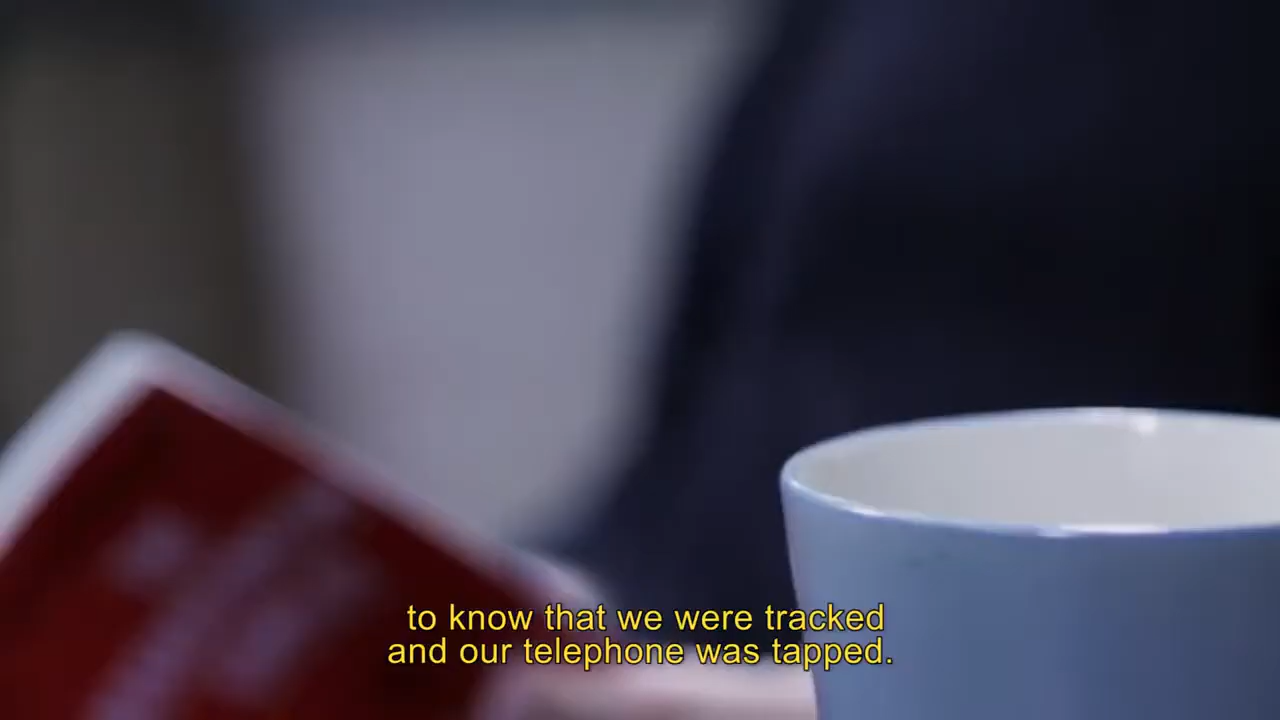 to know that we were tracked
and our telephone was tapped.